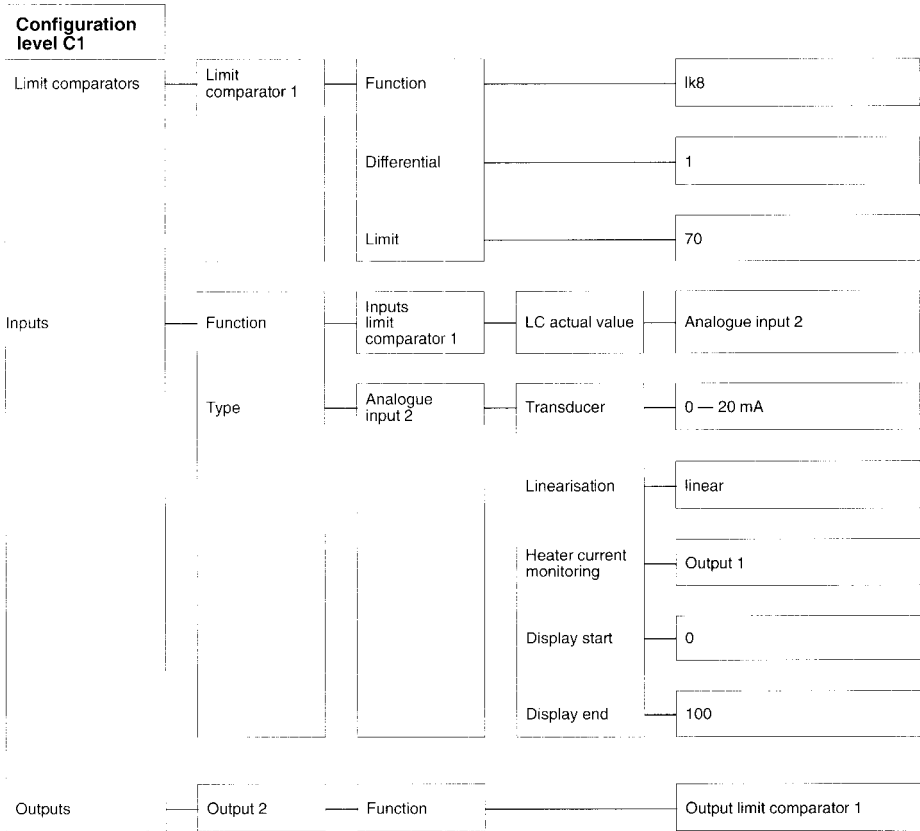 Configuration
level C1
Limit comparators
Limit
comparator 1
Function
lk8
Differential
1
Limit
70
Inputs
Function
Inputs
limit
comparator 1
LC actual value
Analogue input 2
Type
Analogue
input 2
Transducer
0 — 20 mA
Linearisation
linear
Heater current
monitoring
Output 1
Display start
0
Display end
100
Outputs
Output 2
Function
Output limit comparator 1